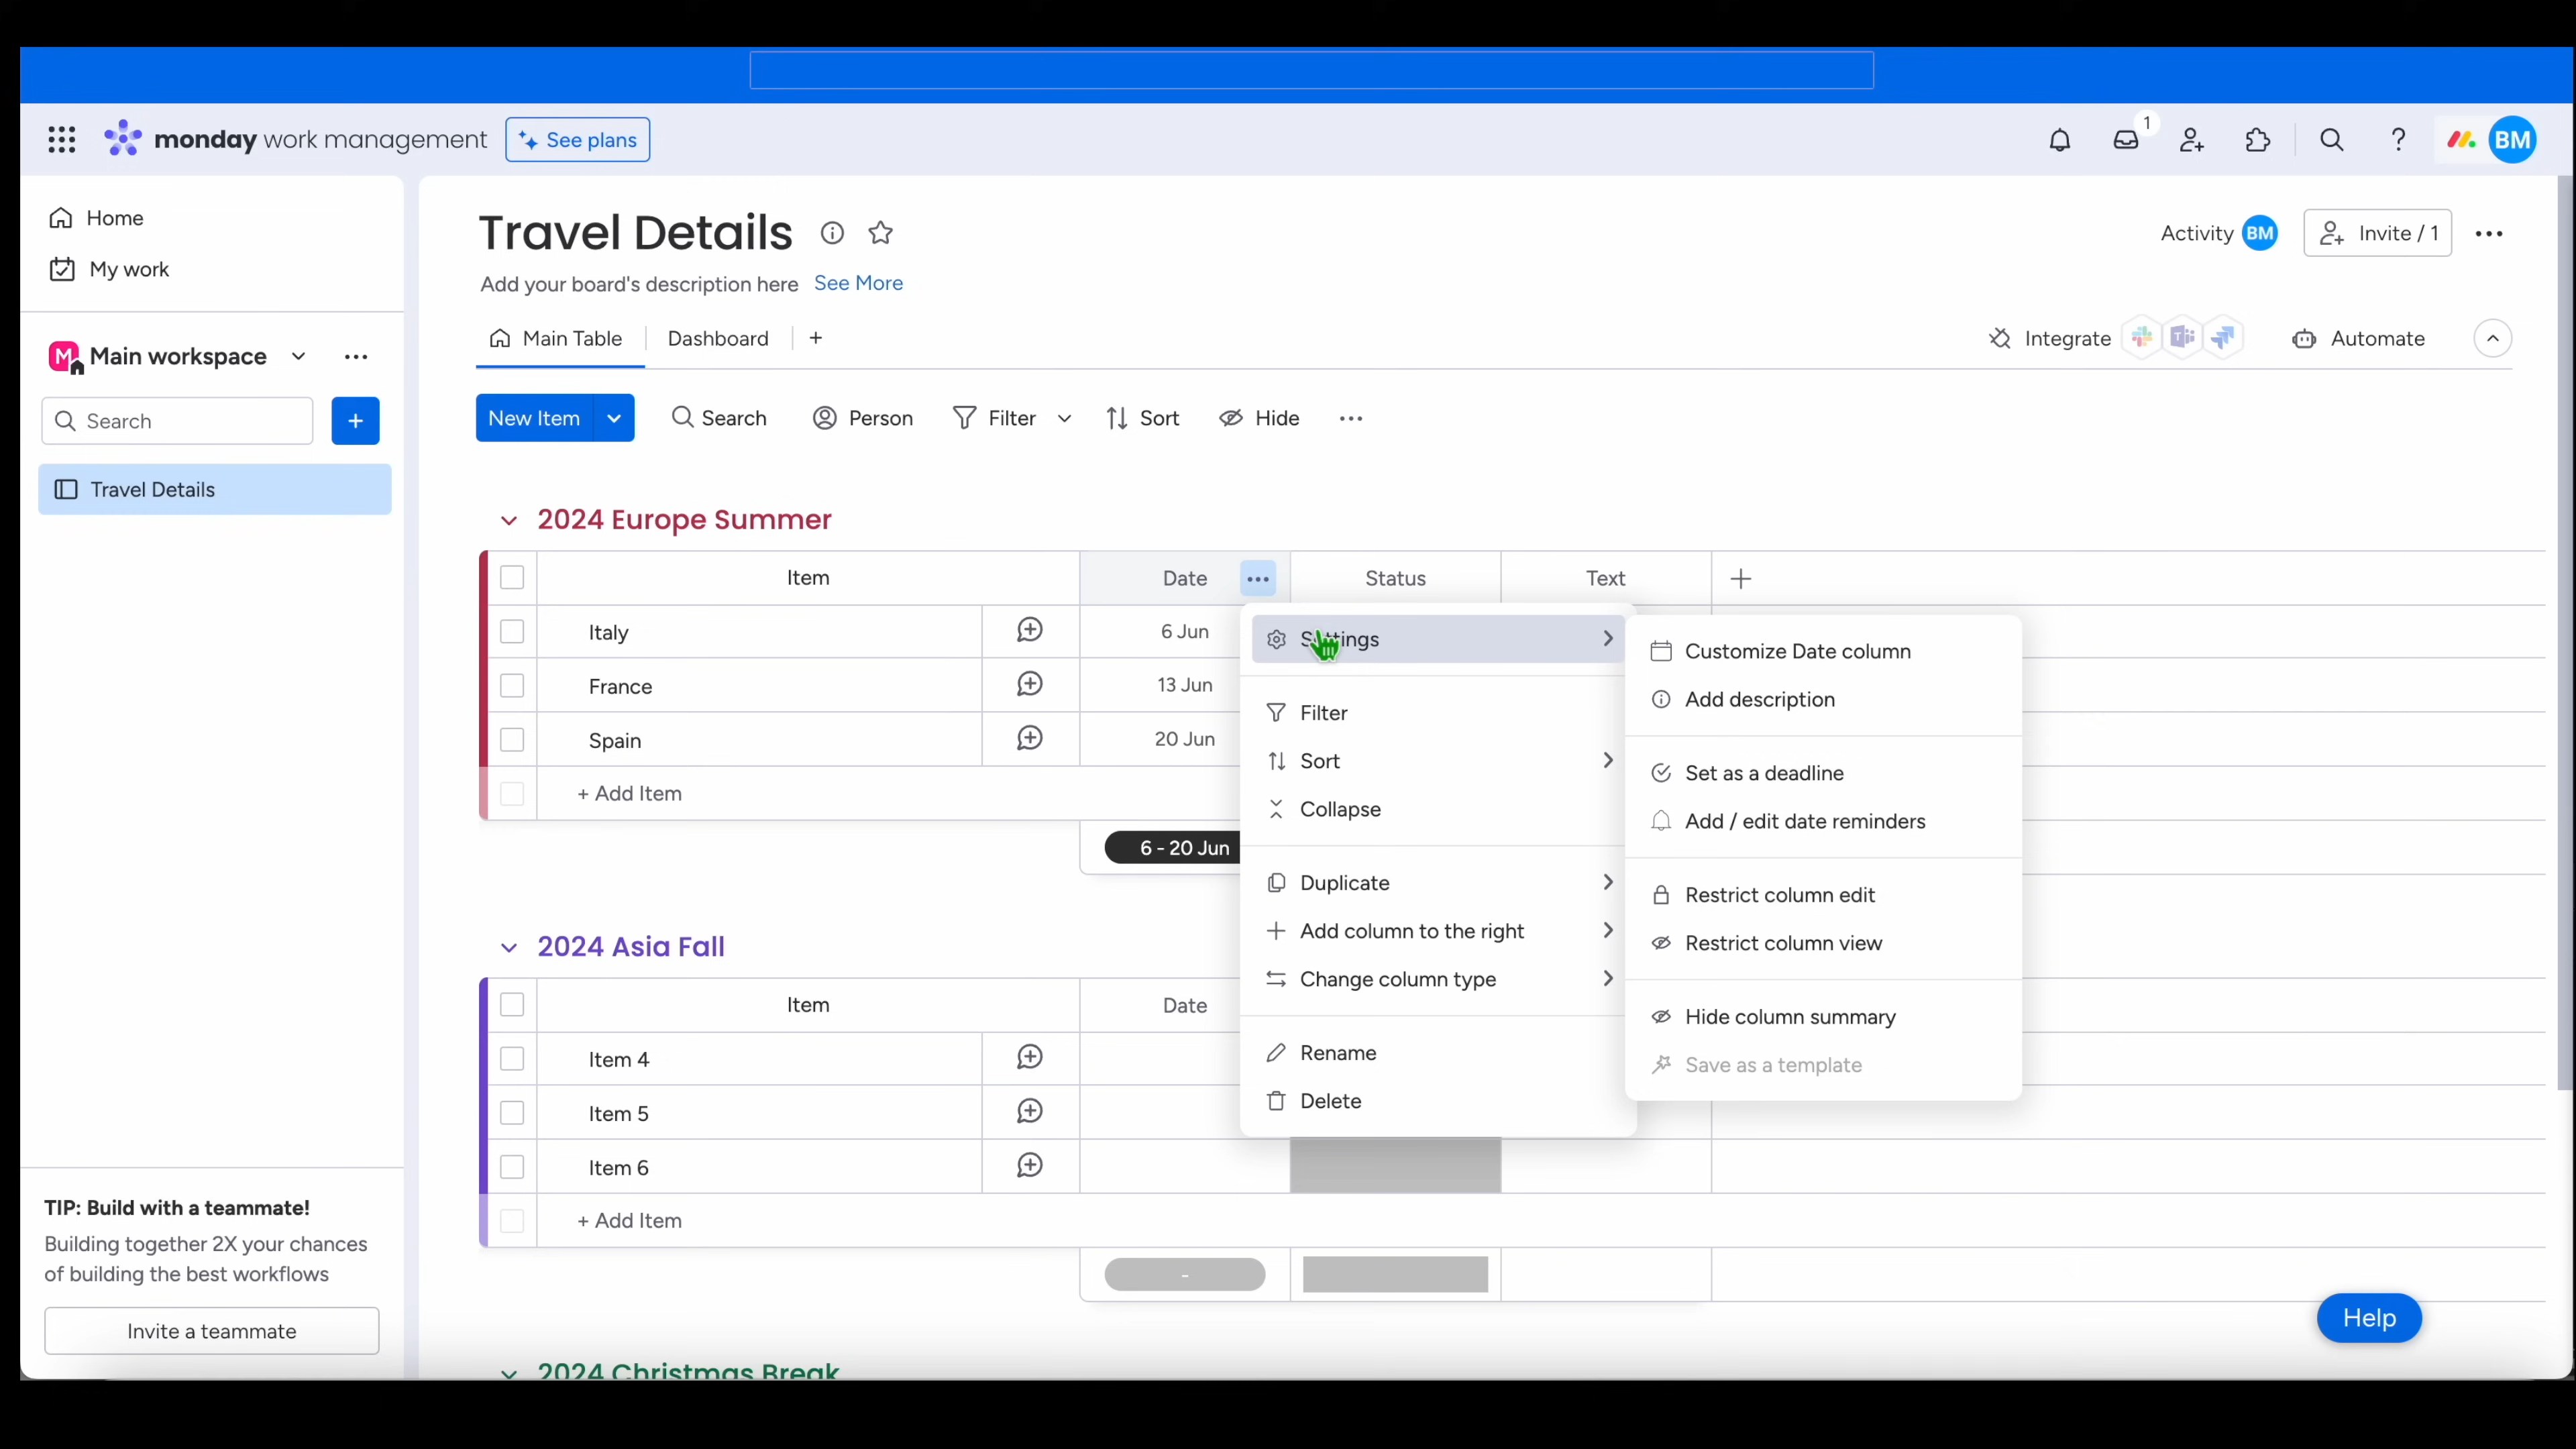 monday work management
See plans
1
BM
Home
My work
Main workspace
Search
+
Travel Details
TIP: Build with a teammate!
Building together 2X your chances
of building the best workflows
Invite a teammate
Travel Details
Add your board's description here See More
Activity BM
Invite / 1
Main Table
Dashboard
+
Integrate
Automate
New Item
Search
Person
Filter
Sort
Hide
2024 Europe Summer
Item Date Status Text +
Italy 6 Jun
France 13 Jun
Spain 20 Jun
+ Add Item
6 - 20 Jun
2024 Asia Fall
Item Date
Item 4
Item 5
Item 6
+ Add Item
-
2024 Christmas Break
Settings
Filter
Sort
Collapse
Duplicate
Add column to the right
Change column type
Rename
Delete
Customize Date column
Add description
Set as a deadline
Add / edit date reminders
Restrict column edit
Restrict column view
Hide column summary
Save as a template
Help